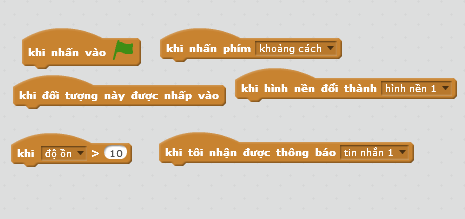 khi nhấn vào
khi nhấn phím khoảng cách
khi đối tượng này được nhấp vào
khi hình nền đổi thành hình nền 1
khi độ ồn > 10
khi tôi nhận được thông báo tin nhắn 1